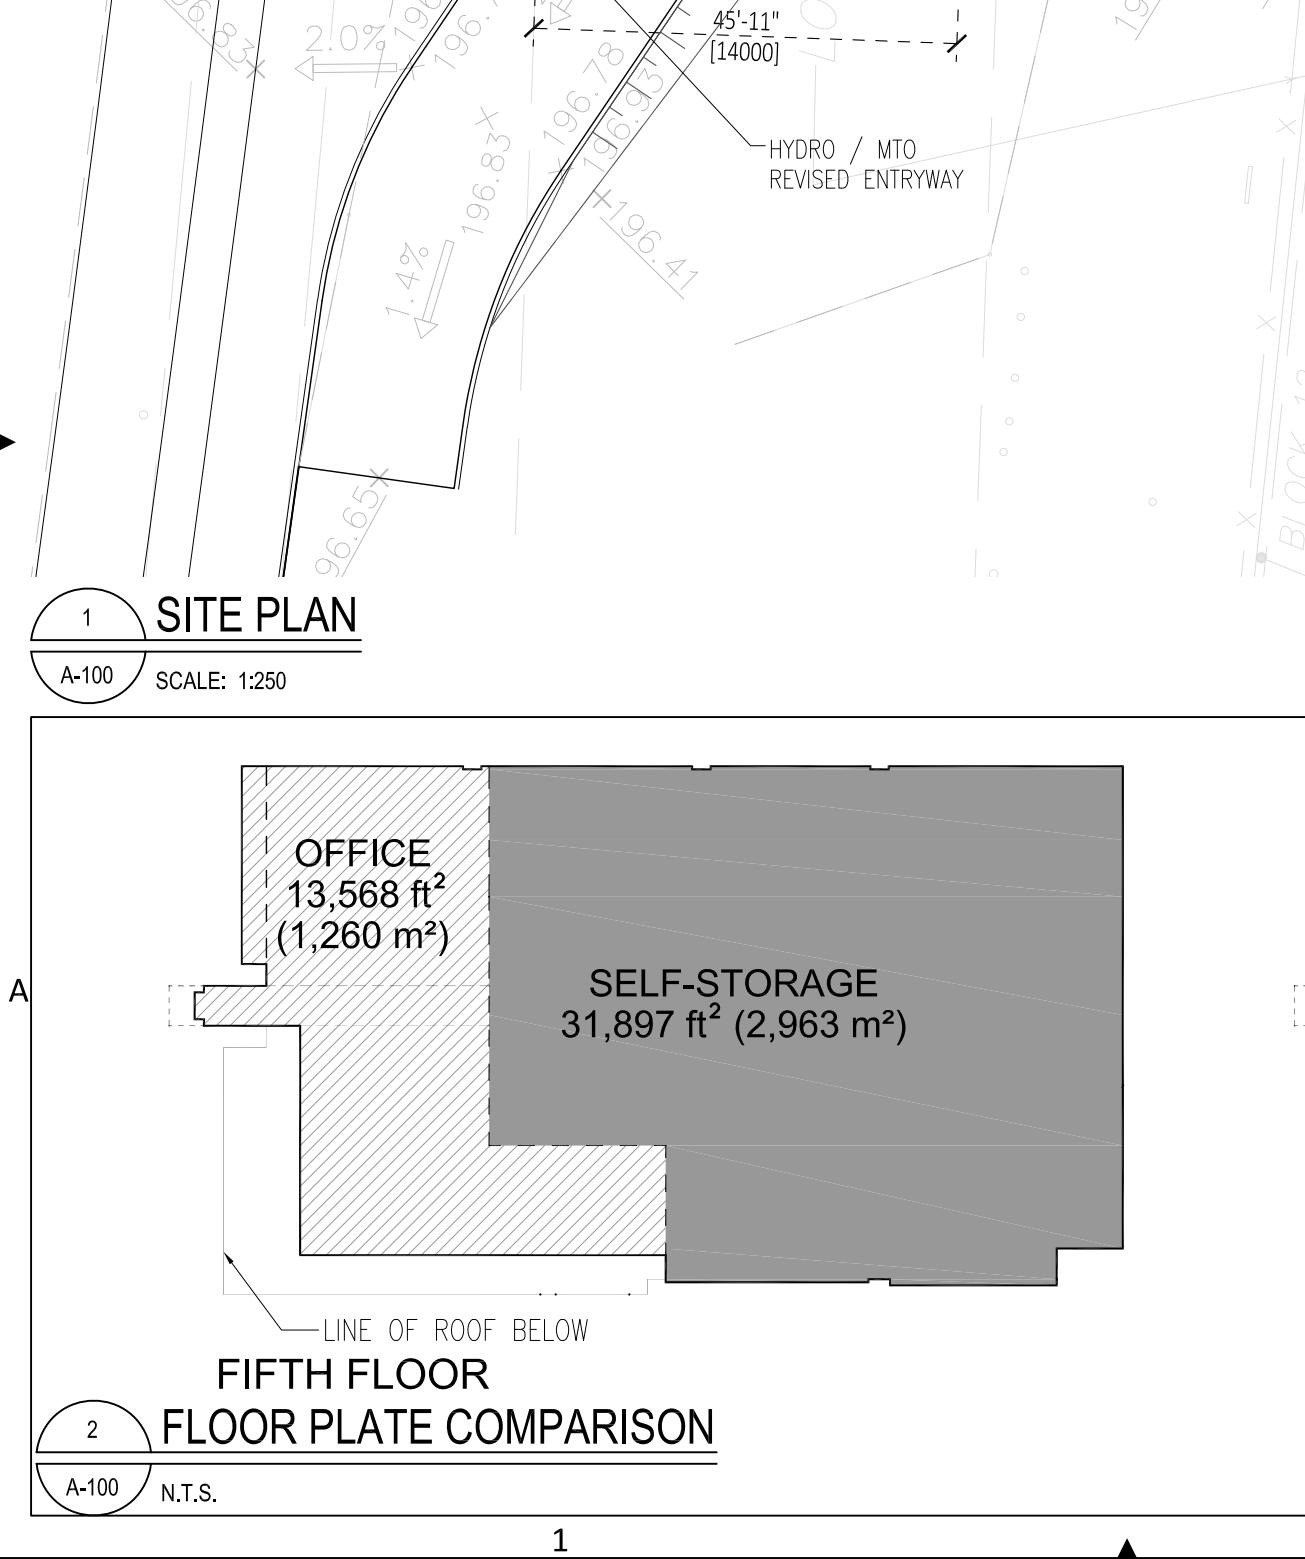 2.0%
45'-11"
[14000]
196.78
196.93
196.83
HYDRO / MTO
REVISED ENTRYWAY
196.41
1.4%
96.65
1
SITE PLAN
A-100
SCALE: 1:250
OFFICE
13,568 ft²
(1,260 m²)
A
SELF-STORAGE
31,897 ft² (2,963 m²)
LINE OF ROOF BELOW
FIFTH FLOOR
2
FLOOR PLATE COMPARISON
A-100
N.T.S.
1